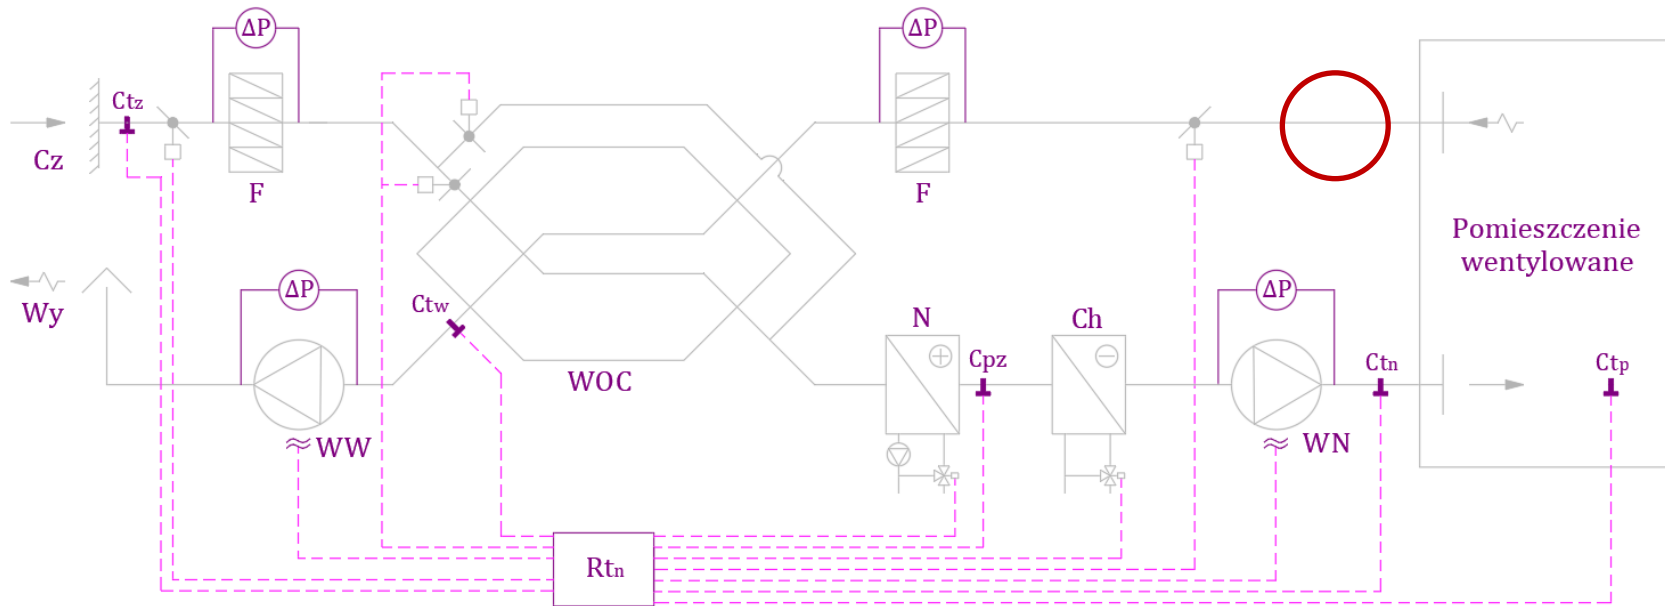 ΔP
ΔP
Ctz
Cz
F
F
Pomieszczenie
wentylowane
ΔP
ΔP
Wy
Ctw
N
Ch
Cpz
Ctn
Ctp
WOC
WW
WN
Rtn